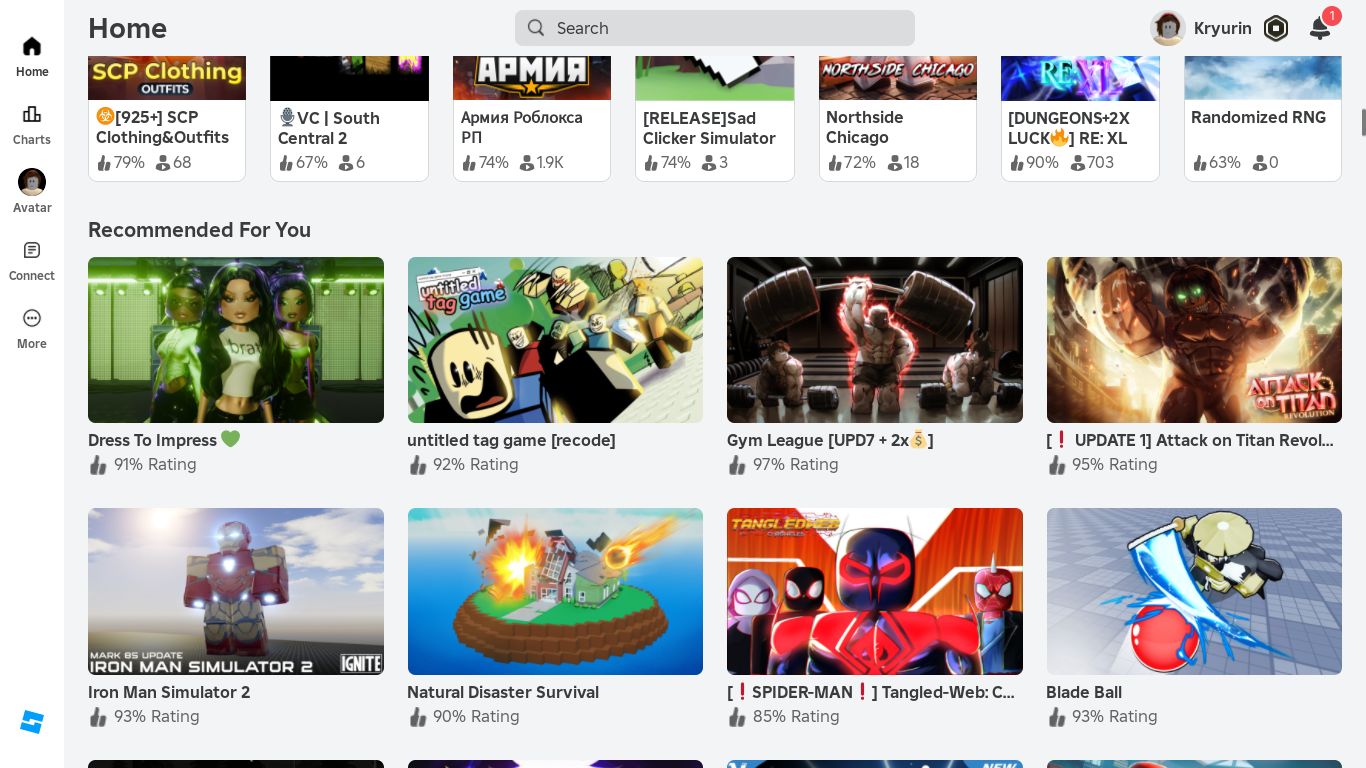 Home
Search
Kryurin
1
Home
Charts
Avatar
Connect
More
SCP Clothing
OUTFITS
АРМИЯ
NORTHSIDE CHICAGO
RE:XL
[925+] SCP
Clothing&Outfits
79% 68
🎙️VC | South
Central 2
67% 6
Армия Роблокса
РП
74% 1.9K
[RELEASE]Sad
Clicker Simulator
74% 3
Northside
Chicago
72% 18
[DUNGEONS+2X
LUCK🔥] RE: XL
90% 703
Randomized RNG
63% 0
Recommended For You
brat
untitled
tag game
ATTACK
ON TITAN
REVOLUTION
Dress To Impress 💚
91% Rating
untitled tag game [recode]
92% Rating
Gym League [UPD7 + 2x💰]
97% Rating
[❗ UPDATE 1] Attack on Titan Revol...
95% Rating
MARK 85 UPDATE
IRON MAN SIMULATOR 2
IGNITE
TANGLEDWEB
CHRONICLES
Iron Man Simulator 2
93% Rating
Natural Disaster Survival
90% Rating
[❗SPIDER-MAN❗] Tangled-Web: C...
85% Rating
Blade Ball
93% Rating
NEW